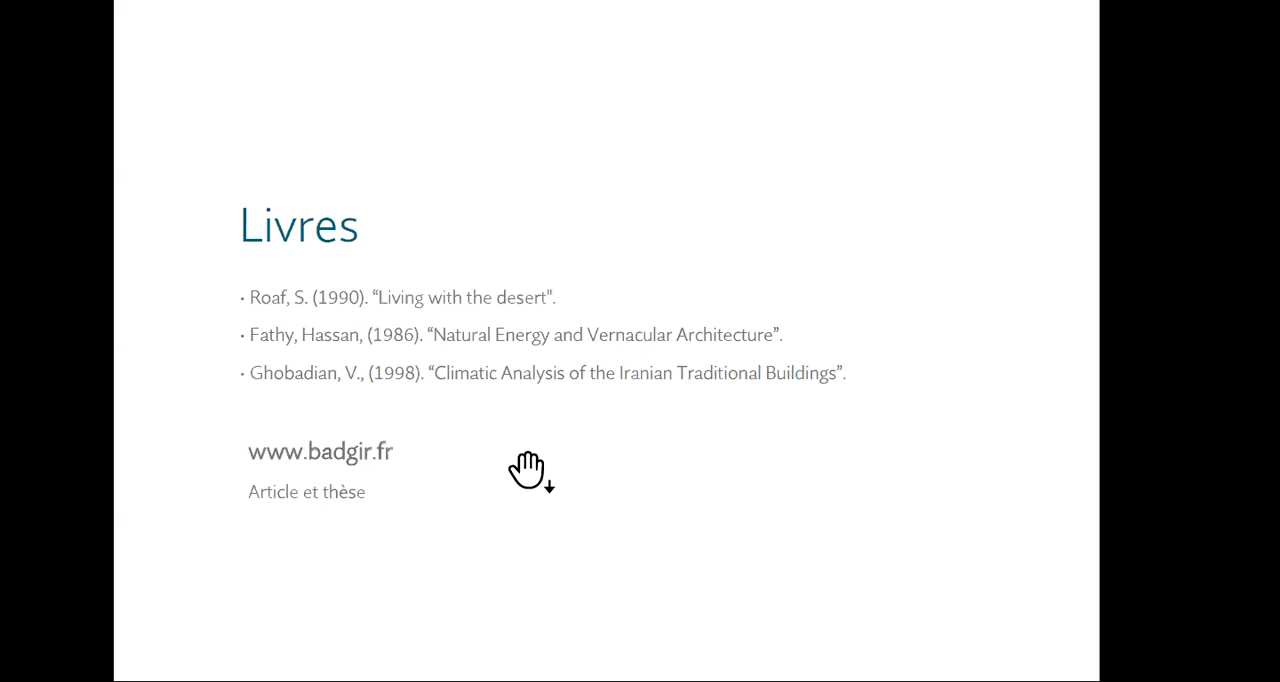 Livres
• Roaf, S. (1990). “Living with the desert".
• Fathy, Hassan, (1986). “Natural Energy and Vernacular Architecture”.
• Ghobadian, V., (1998). “Climatic Analysis of the Iranian Traditional Buildings”.
www.badgir.fr
Article et thèse